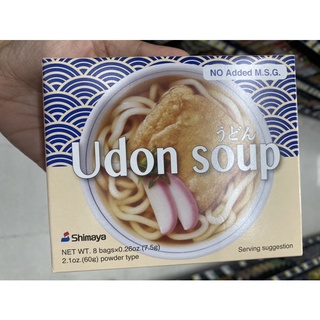 NO Added M.S.G.
うどん
Udon soup
Shimaya
NET WT. 8 bags×0.26oz.(7.5g)
2.1oz.(60g) powder type
Serving suggestion